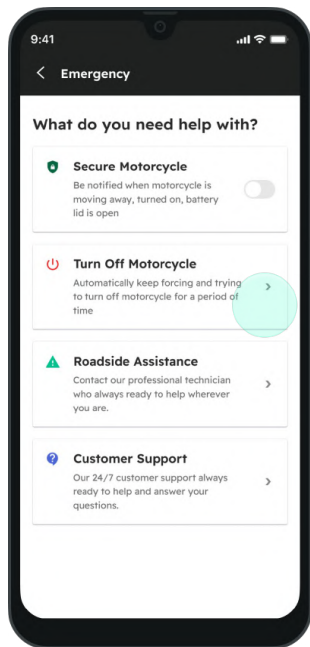 9:41
Emergency
What do you need help with?
Secure Motorcycle
Be notified when motorcycle is
moving away, turned on, battery
lid is open
Turn Off Motorcycle
Automatically keep forcing and trying
to turn off motorcycle for a period of
time
Roadside Assistance
Contact our professional technician
who always ready to help wherever
you are.
Customer Support
Our 24/7 customer support always
ready to help and answer your
questions.